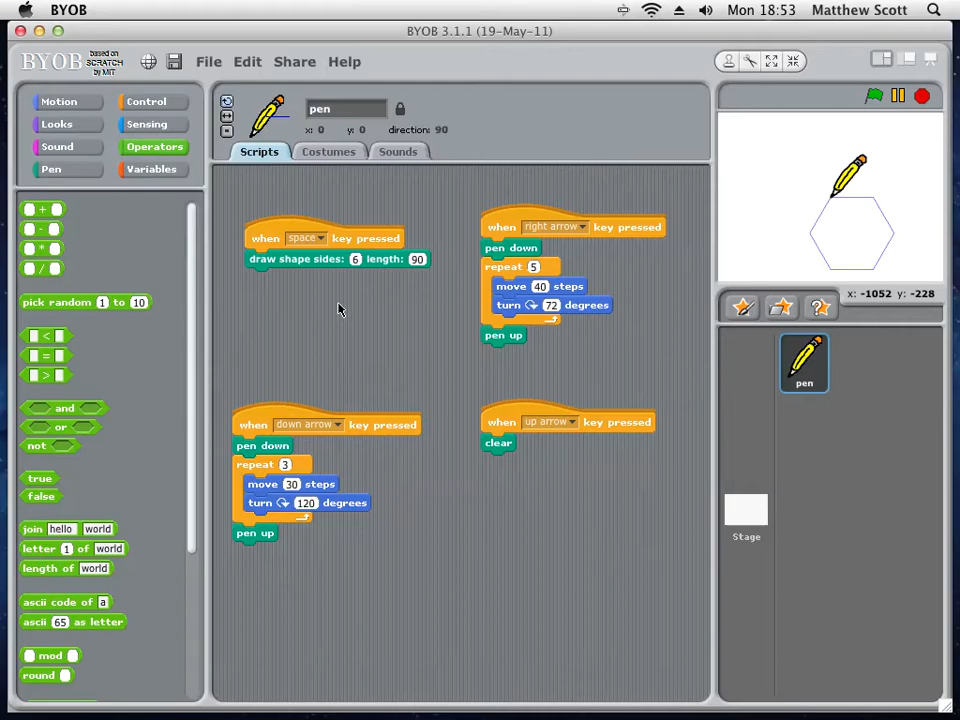 BYOB
Mon 18:53
Matthew Scott
BYOB 3.1.1 (19-May-11)
BYOB
based on
SCRATCH
by MIT
File
Edit
Share
Help
Motion
Control
Looks
Sensing
Sound
Operators
Pen
Variables
+
-
*
/
pick random 1 to 10
<
=
>
and
or
not
true
false
join hello world
letter 1 of world
length of world
ascii code of a
ascii 65 as letter
mod
round
pen
x: 0 y: 0 direction: 90
Scripts
Costumes
Sounds
when space key pressed
draw shape sides: 6 length: 90
when right arrow key pressed
pen down
repeat 5
move 40 steps
turn 72 degrees
pen up
when down arrow key pressed
pen down
repeat 3
move 30 steps
turn 120 degrees
pen up
when up arrow key pressed
clear
x: -1052 y: -228
pen
Stage